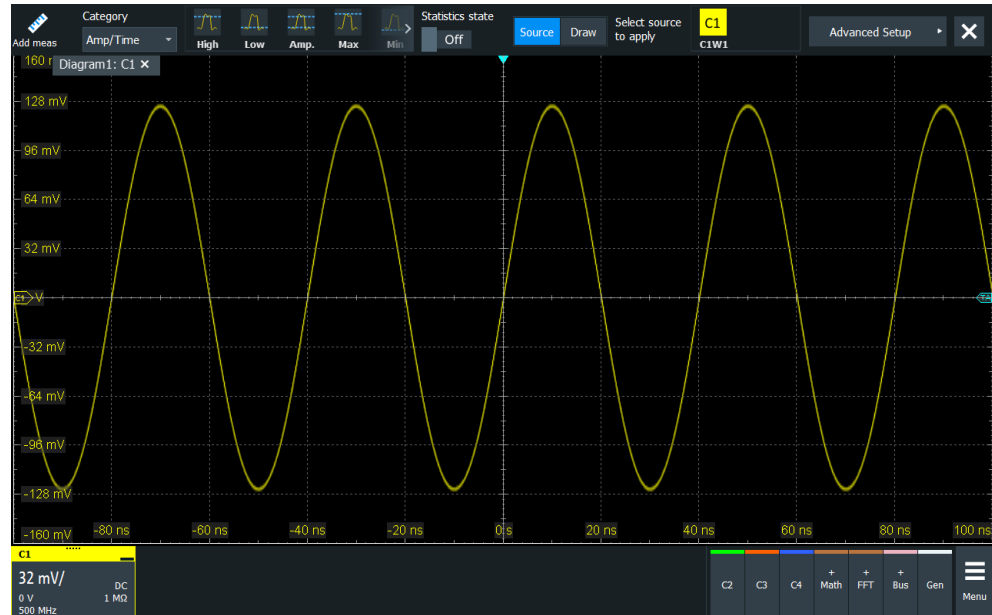 Add meas
Category
Amp/Time
High
Low
Amp.
Max
Min
Statistics state
Off
Source
Draw
Select source
to apply
C1
C1W1
Advanced Setup
Diagram1: C1
160
128 mV
96 mV
64 mV
32 mV
C1
V
TA
-32 mV
-64 mV
-96 mV
-128 mV
-160 mV
-80 ns
-60 ns
-40 ns
-20 ns
0 s
20 ns
40 ns
60 ns
80 ns
100 ns
C1
32 mV/
DC
0 V
1 MΩ
500 MHz
C2
C3
C4
+
Math
+
FFT
+
Bus
Gen
Menu